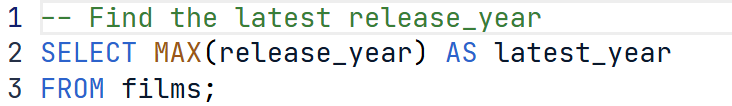 1 -- Find the latest release_year
2 SELECT MAX(release_year) AS latest_year
3 FROM films;